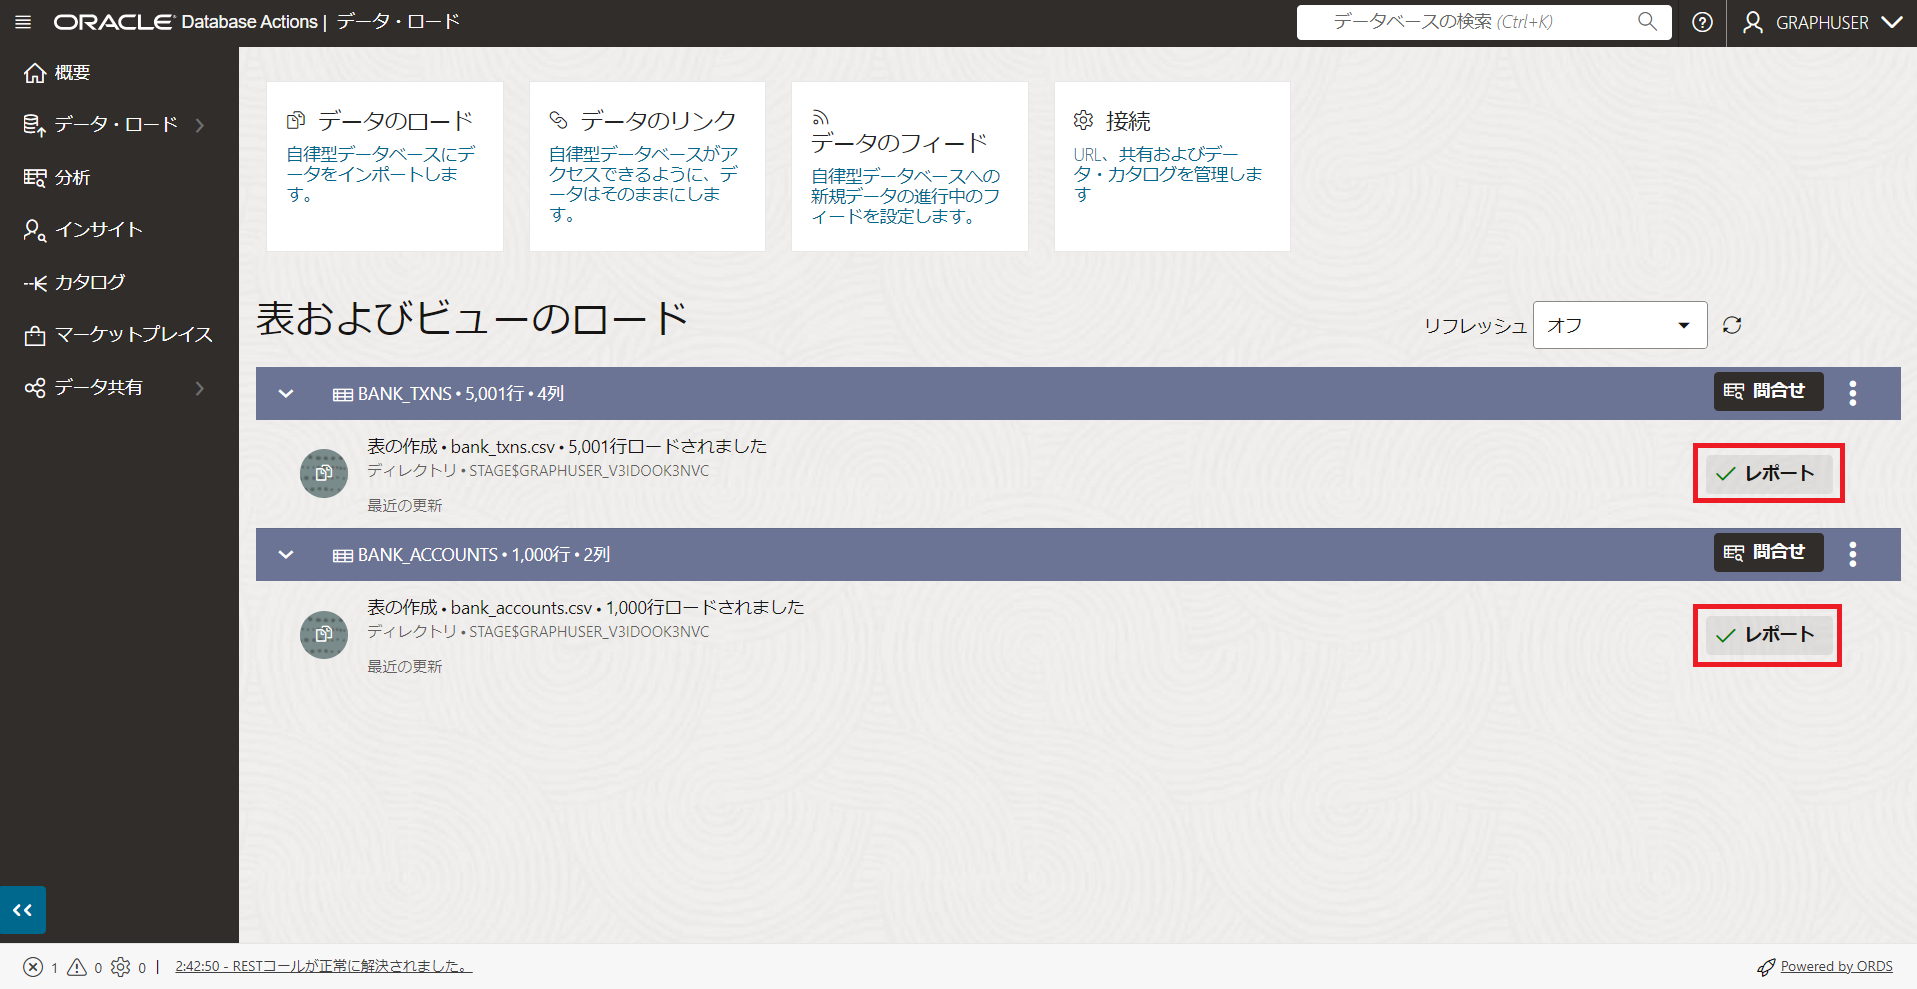 ORACLE Database Actions | データ・ロード
データベースの検索 (Ctrl+K)
GRAPHUSER
概要
データ・ロード
分析
インサイト
カタログ
マーケットプレイス
データ共有
データのロード
自律型データベースにデ
ータをインポートしま
す。
データのリンク
自律型データベースがア
クセスできるように、デ
ータはそのままにしま
す。
データのフィード
自律型データベースへの
新規データの進行中のフ
ィードを設定します。
接続
URL、共有およびデー
タ・カタログを管理しま
す
表およびビューのロード
リフレッシュ オフ
BANK_TXNS • 5,001行 • 4列
問合せ
表の作成 • bank_txns.csv • 5,001行ロードされました
ディレクトリ • STAGE$GRAPHUSER_V3IDOOK3NVC
最近の更新
レポート
BANK_ACCOUNTS • 1,000行 • 2列
問合せ
表の作成 • bank_accounts.csv • 1,000行ロードされました
ディレクトリ • STAGE$GRAPHUSER_V3IDOOK3NVC
最近の更新
レポート
1 0 0 | 2:42:50 - RESTコールが正常に解決されました。
Powered by ORDS